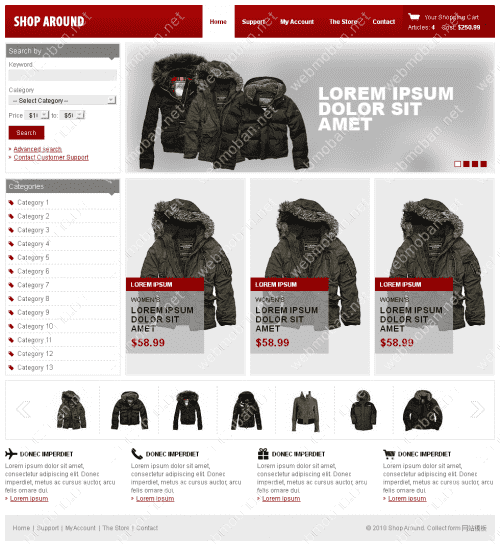 SHOP AROUND
Home
Support
My Account
The Store
Contact
Your Shopping Cart
Articles: 4 Cost: $250.99
Search by
Keyword
Category
-- Select Category --
Price $10 to: $50
Search
Advanced search
Contact Customer Support
LOREM IPSUM
DOLOR SIT
AMET
Categories
Category 1
Category 2
Category 3
Category 4
Category 5
Category 6
Category 7
Category 8
Category 9
Category 10
Category 11
Category 12
Category 13
LOREM IPSUM
WOMEN'S
LOREM IPSUM
DOLOR SIT
AMET
$58.99
LOREM IPSUM
WOMEN'S
LOREM IPSUM
DOLOR SIT
AMET
$58.99
LOREM IPSUM
WOMEN'S
LOREM IPSUM
DOLOR SIT
AMET
$58.99
DONEC IMPERDIET
Lorem ipsum dolor sit amet,
consectetur adipiscing elit. Donec
imperdiet, metus ac cursus auctor, arcu
felis ornare dui.
Lorem ipsum
DONEC IMPERDIET
Lorem ipsum dolor sit amet,
consectetur adipiscing elit. Donec
imperdiet, metus ac cursus auctor, arcu
felis ornare dui.
Lorem ipsum
DONEC IMPERDIET
Lorem ipsum dolor sit amet,
consectetur adipiscing elit. Donec
imperdiet, metus ac cursus auctor, arcu
felis ornare dui.
Lorem ipsum
DONEC IMPERDIET
Lorem ipsum dolor sit amet,
consectetur adipiscing elit. Donec
imperdiet, metus ac cursus auctor, arcu
felis ornare dui.
Lorem ipsum
Home | Support | My Account | The Store | Contact
© 2010 Shop Around. Collect form 网站模板
webmoban.net